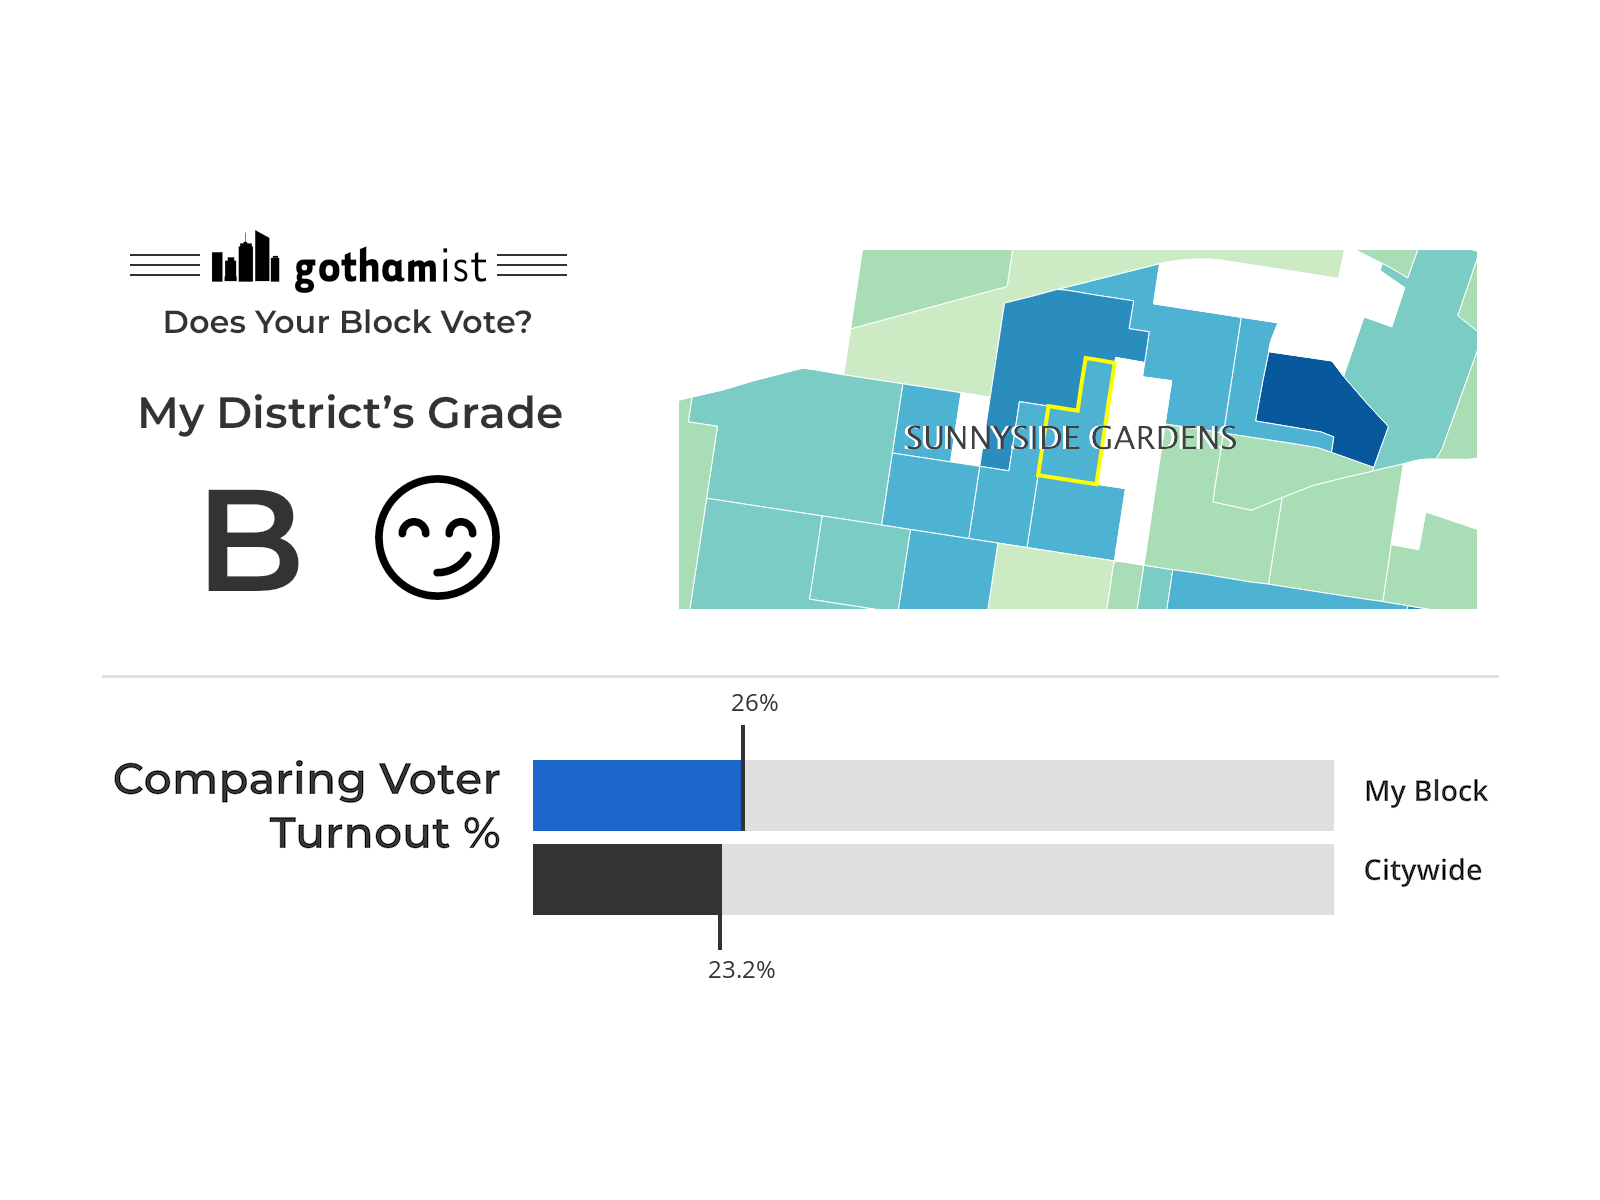 gothamist
Does Your Block Vote?
My District’s Grade
B
SUNNYSIDE GARDENS
26%
Comparing Voter
Turnout %
My Block
Citywide
23.2%